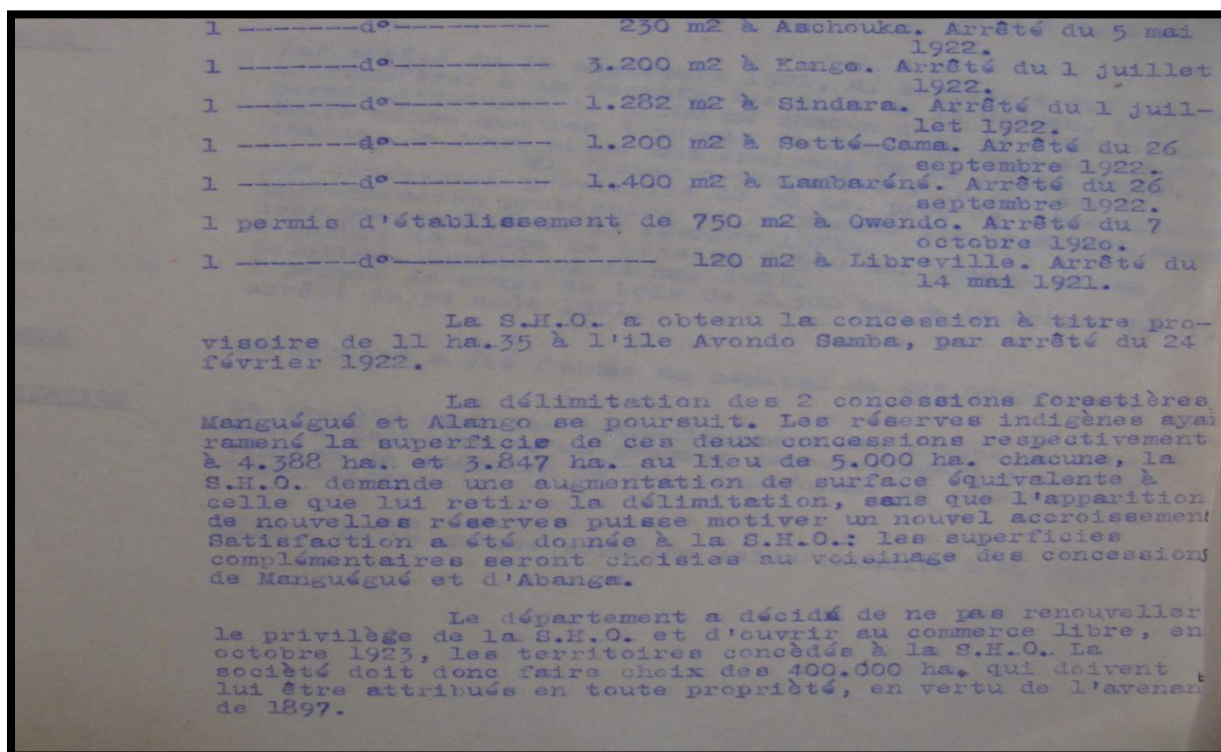 1 -------d°--------- 230 m2 à Aschouka. Arrêté du 5 mai
1922.
1 -------d°--------- 3.200 m2 à Kango. Arrêté du 1 juillet
1922.
1 -------d°---------- 1.282 m2 à Sindara. Arrêté du 1 juil-
let 1922.
1 -------d°---------- 1.200 m2 à Setté-Cama. Arrêté du 26
septembre 1922.
1 -------d°--------- 1.400 m2 à Lambaréné. Arrêté du 26
septembre 1922.
1 permis d'établissement de 750 m2 à Owendo. Arrêté du 7
octobre 192o.
1 -------d°--------------- 120 m2 à Libreville. Arrêté du
14 mai 1921.
La S.H.O. a obtenu la concession à titre pro-
visoire de 11 ha.35 à l'ile Avondo Samba, par arrêté du 24
février 1922.
La délimitation des 2 concessions forestières
Manguégué et Alango se poursuit. Les réserves indigènes ayai
ramené la superficie de ces deux concessions respectivement
à 4.388 ha. et 3.847 ha. au lieu de 5.000 ha. chacune, la
S.H.O. demande une augmentation de surface équivalente à
celle que lui retire la délimitation, sans que l'apparition
de nouvelles réserves puisse motiver un nouvel accroissement
Satisfaction a été donnée à la S.H.O.: les superficies
complémentaires seront choisies au voisinage des concessions
de Manguégué et d'Abanga.
Le département a décidé de ne pas renouveller
le privilège de la S.H.O. et d'ouvrir au commerce libre, en
octobre 1923, les territoires concèdés à la S.H.O. La
socièté doit donc faire choix des 400.000 ha. qui doivent
lui être attribués en toute propriètè, en vertu de l'avenan
de 1897.